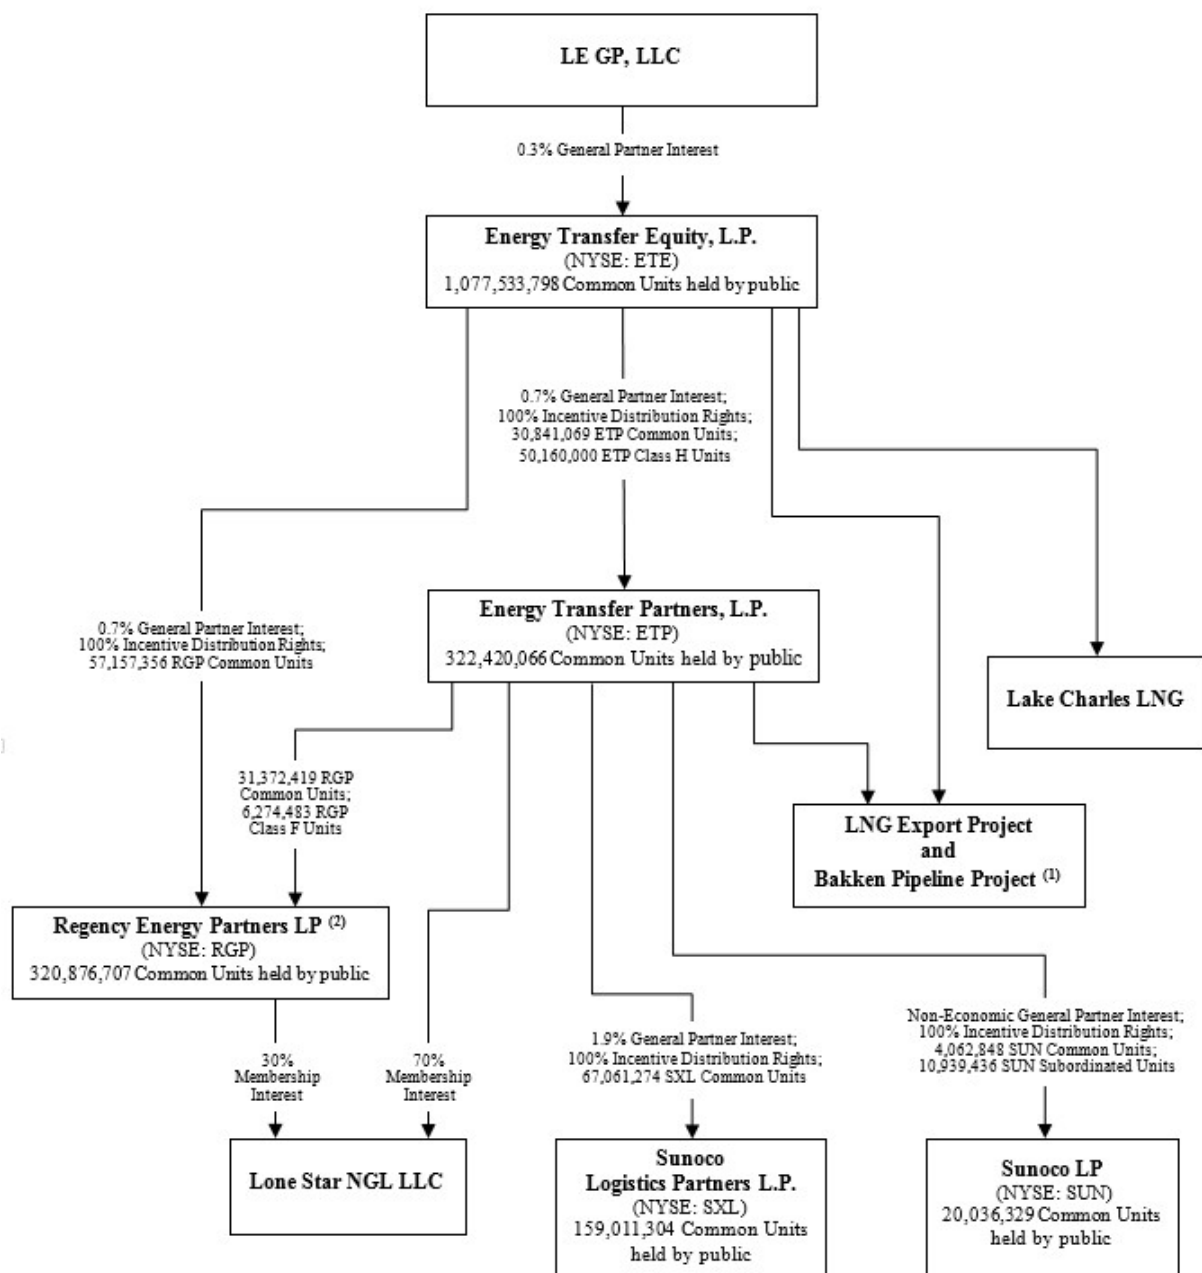 LE GP, LLC
0.3% General Partner Interest
Energy Transfer Equity, L.P.
(NYSE: ETE)
1,077,533,798 Common Units held by public
0.7% General Partner Interest;
100% Incentive Distribution Rights;
30,841,069 ETP Common Units;
50,160,000 ETP Class H Units
Energy Transfer Partners, L.P.
(NYSE: ETP)
322,420,066 Common Units held by public
0.7% General Partner Interest;
100% Incentive Distribution Rights;
57,157,356 RGP Common Units
Lake Charles LNG
31,372,419 RGP
Common Units;
6,274,483 RGP
Class F Units
LNG Export Project
and
Bakken Pipeline Project (1)
Regency Energy Partners LP (2)
(NYSE: RGP)
320,876,707 Common Units held by public
30%
Membership
Interest
70%
Membership
Interest
1.9% General Partner Interest;
100% Incentive Distribution Rights;
67,061,274 SXL Common Units
Non-Economic General Partner Interest;
100% Incentive Distribution Rights;
4,062,848 SUN Common Units;
10,939,436 SUN Subordinated Units
Lone Star NGL LLC
Sunoco
Logistics Partners L.P.
(NYSE: SXL)
159,011,304 Common Units
held by public
Sunoco LP
(NYSE: SUN)
20,036,329 Common Units
held by public